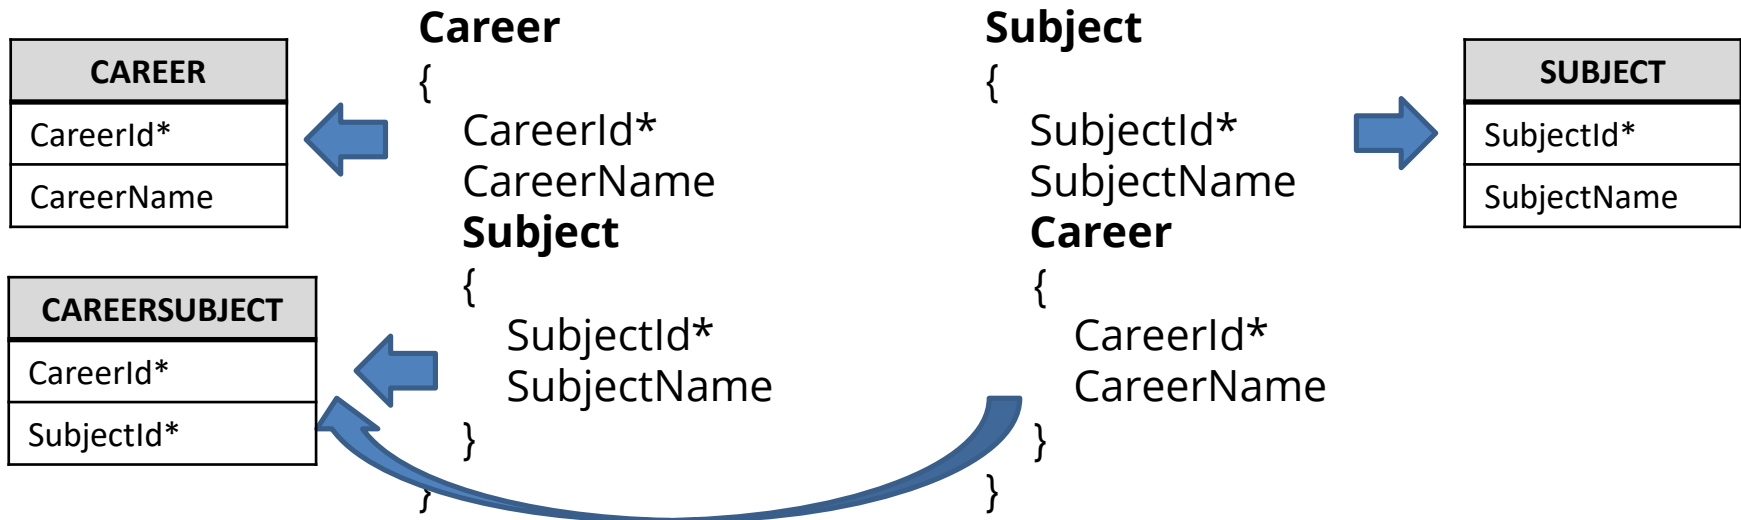 CAREER
CareerId*
CareerName
CAREERSUBJECT
CareerId*
SubjectId*
Career
{
CareerId*
CareerName
Subject
{
SubjectId*
SubjectName
}
}
Subject
{
SubjectId*
SubjectName
Career
{
CareerId*
CareerName
}
}
SUBJECT
SubjectId*
SubjectName